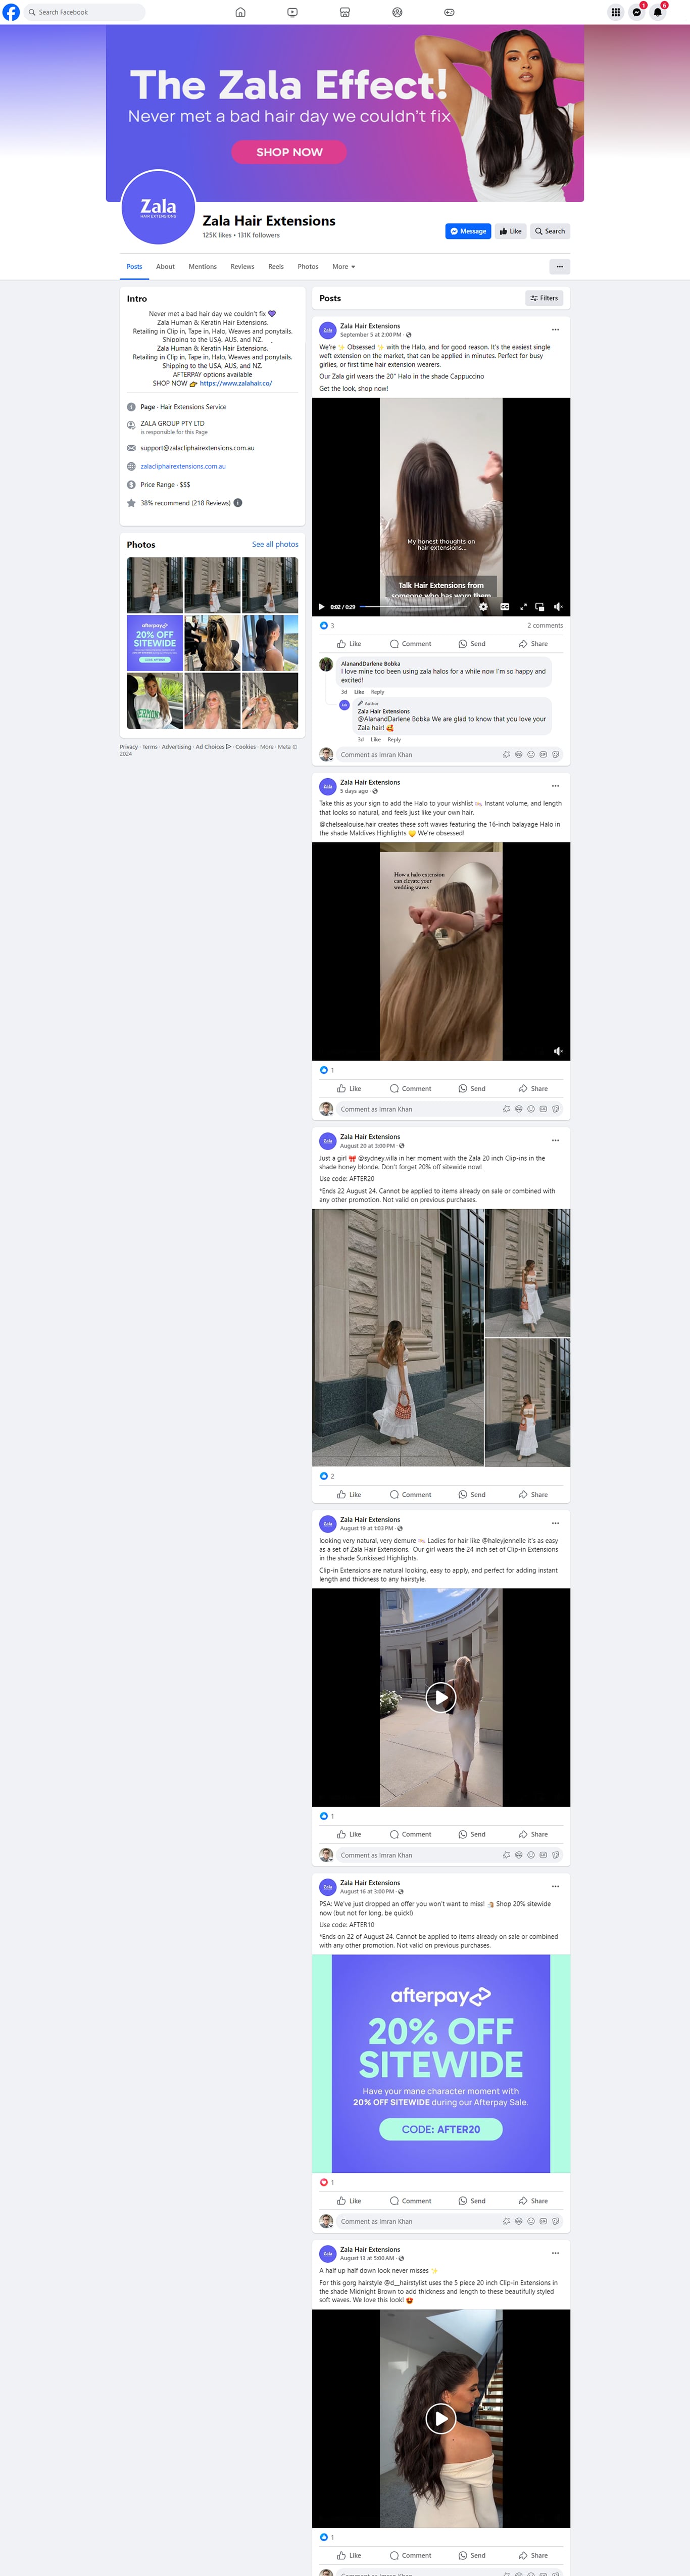 Search Facebook
1
6
The Zala Effect!
Never met a bad hair day we couldn't fix
SHOP NOW
Zala
HAIR EXTENSIONS
Zala Hair Extensions
125K likes • 131K followers
Message
Like
Search
Posts
About
Mentions
Reviews
Reels
Photos
More
Intro
Never met a bad hair day we couldn't fix 💜
Zala Human & Keratin Hair Extensions.
Retailing in Clip in, Tape in, Halo, Weaves and ponytails.
Shipping to the USA, AUS, and NZ.
Zala Human & Keratin Hair Extensions.
Retailing in Clip in, Tape in, Halo, Weaves and ponytails.
Shipping to the USA, AUS, and NZ.
AFTERPAY options available
SHOP NOW 👉 https://www.zalahair.co/
Page · Hair Extensions Service
ZALA GROUP PTY LTD
is responsible for this Page
support@zalacliphairextensions.com.au
zalacliphairextensions.com.au
Price Range · $$$
38% recommend (218 Reviews)
Photos
See all photos
afterpay
20% OFF
SITEWIDE
Privacy · Terms · Advertising · Ad Choices · Cookies · More · Meta ©
2024
Posts
Filters
Zala Hair Extensions
September 5 at 2:00 PM ·
We're ✨ Obsessed ✨ with the Halo, and for good reason. It's the easiest single
weft extension on the market, that can be applied in minutes. Perfect for busy
girlies, or first time hair extension wearers.
Our Zala girl wears the 20" Halo in the shade Cappuccino
Get the look, shop now!
My honest thoughts on
hair extensions...
Talk Hair Extensions from
someone who has worn them
0:02 / 0:29
3
2 comments
Like
Comment
Send
Share
AlanandDarlene Bobka
I love mine too been using zala halos for a while now I'm so happy and
excited!
3d Like Reply
Author
Zala Hair Extensions
@AlanandDarlene Bobka We are glad to know that you love your
Zala hair! 🥰
3d Like Reply
Comment as Imran Khan
Zala Hair Extensions
5 days ago ·
Take this as your sign to add the Halo to your wishlist Instant volume, and length
that looks so natural, and feels just like your own hair.
@chelsealouise.hair creates these soft waves featuring the 16-inch balayage Halo in
the shade Maldives Highlights We're obsessed!
How a halo extension
can elevate your
wedding waves
1
Like
Comment
Send
Share
Comment as Imran Khan
Zala Hair Extensions
August 20 at 3:00 PM ·
Just a girl 🎀 @sydney.villa in her moment with the Zala 20 inch Clip-ins in the
shade honey blonde. Don't forget 20% off sitewide now!
Use code: AFTER20
*Ends 22 August 24. Cannot be applied to items already on sale or combined with
any other promotion. Not valid on previous purchases.
2
Like
Comment
Send
Share
Zala Hair Extensions
August 19 at 1:03 PM ·
looking very natural, very demure Ladies for hair like @haleyjennelle it's as easy
as a set of Zala Hair Extensions. Our girl wears the 24 inch set of Clip-in Extensions
in the shade Sunkissed Highlights.
Clip-in Extensions are natural looking, easy to apply, and perfect for adding instant
length and thickness to any hairstyle.
1
Like
Comment
Send
Share
Comment as Imran Khan
Zala Hair Extensions
August 16 at 3:00 PM ·
PSA: We've just dropped an offer you won't want to miss! Shop 20% sitewide
now (but not for long, be quick!)
Use code: AFTER10
*Ends on 22 of August 24. Cannot be applied to items already on sale or combined
with any other promotion. Not valid on previous purchases.
afterpay
20% OFF
SITEWIDE
Have your mane character moment with
20% OFF SITEWIDE during our Afterpay Sale.
CODE: AFTER20
1
Like
Comment
Send
Share
Comment as Imran Khan
Zala Hair Extensions
August 13 at 5:00 AM ·
A half up half down look never misses ✨
For this gorg hairstyle @d__hairstylist uses the 5 piece 20 inch Clip-in Extensions in
the shade Midnight Brown to add thickness and length to these beautifully styled
soft waves. We love this look! 😍
1
Like
Comment
Send
Share